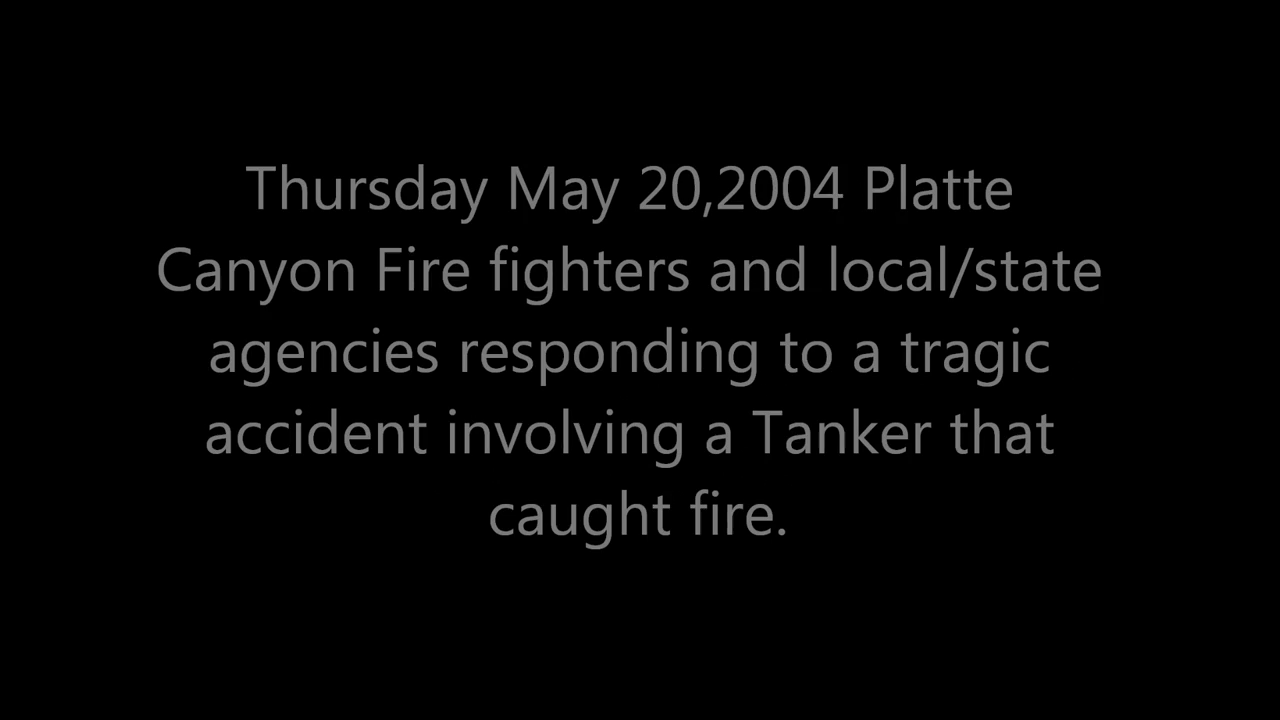 Thursday May 20,2004 Platte
Canyon Fire fighters and local/state
agencies responding to a tragic
accident involving a Tanker that
caught fire.